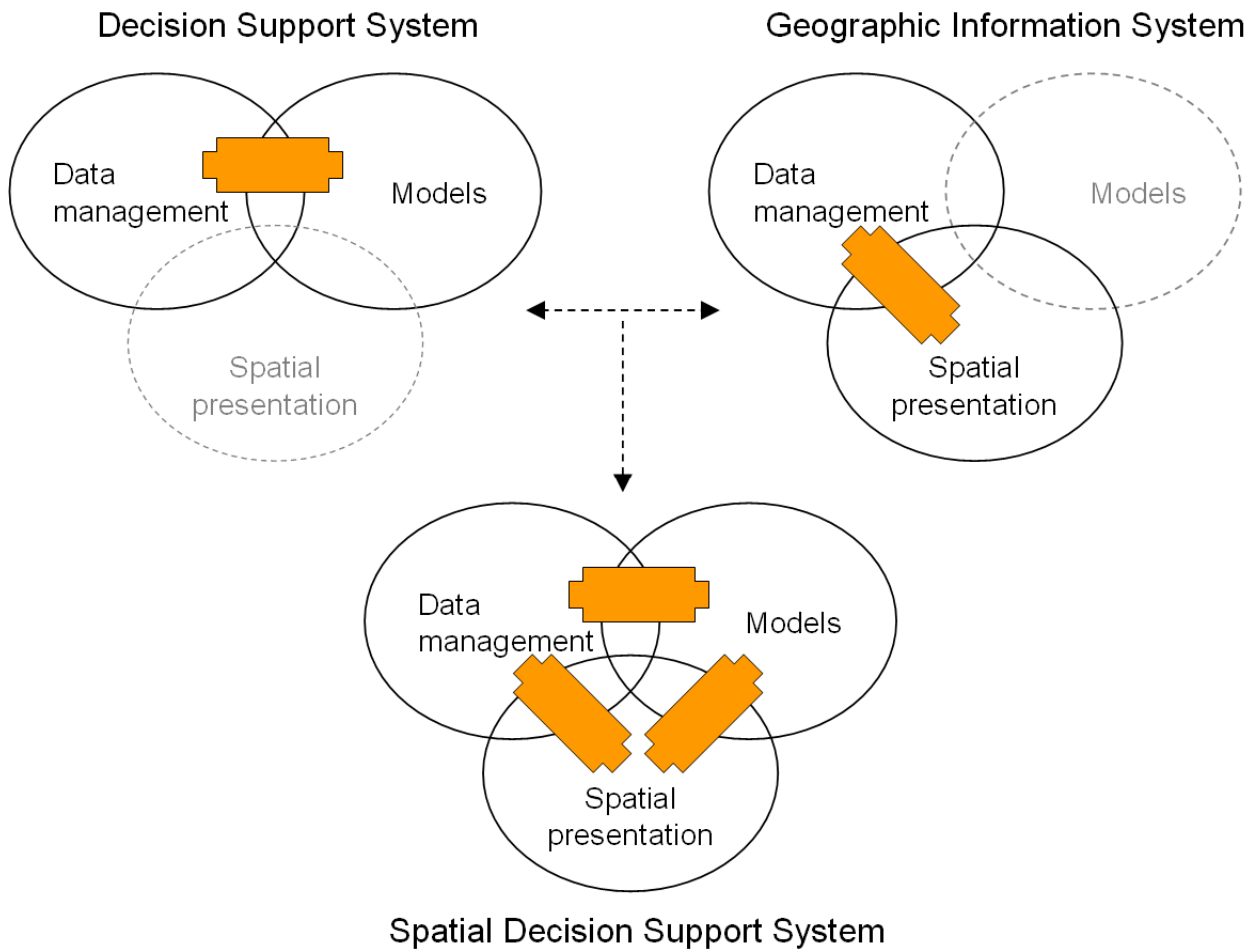 Decision Support System
Geographic Information System
Data
management
Models
Spatial
presentation
Data
management
Models
Spatial
presentation
Data
management
Models
Spatial
presentation
Spatial Decision Support System